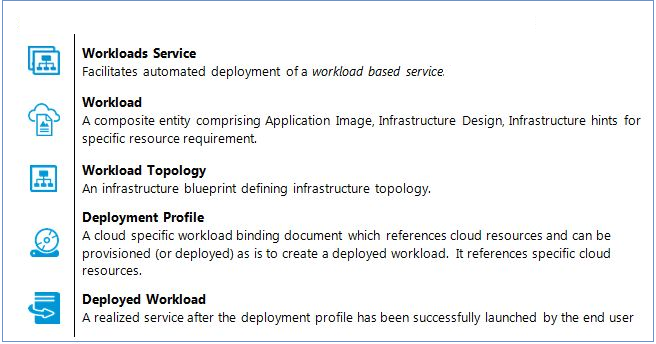 Workloads Service
Facilitates automated deployment of a workload based service.
Workload
A composite entity comprising Application Image, Infrastructure Design, Infrastructure hints for
specific resource requirement.
Workload Topology
An infrastructure blueprint defining infrastructure topology.
Deployment Profile
A cloud specific workload binding document which references cloud resources and can be
provisioned (or deployed) as is to create a deployed workload. It references specific cloud
resources.
Deployed Workload
A realized service after the deployment profile has been successfully launched by the end user